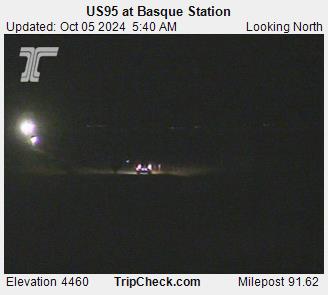 US95 at Basque Station
Updated: Oct 05 2024 5:40 AM Looking North
Elevation 4460 TripCheck.com Milepost 91.62